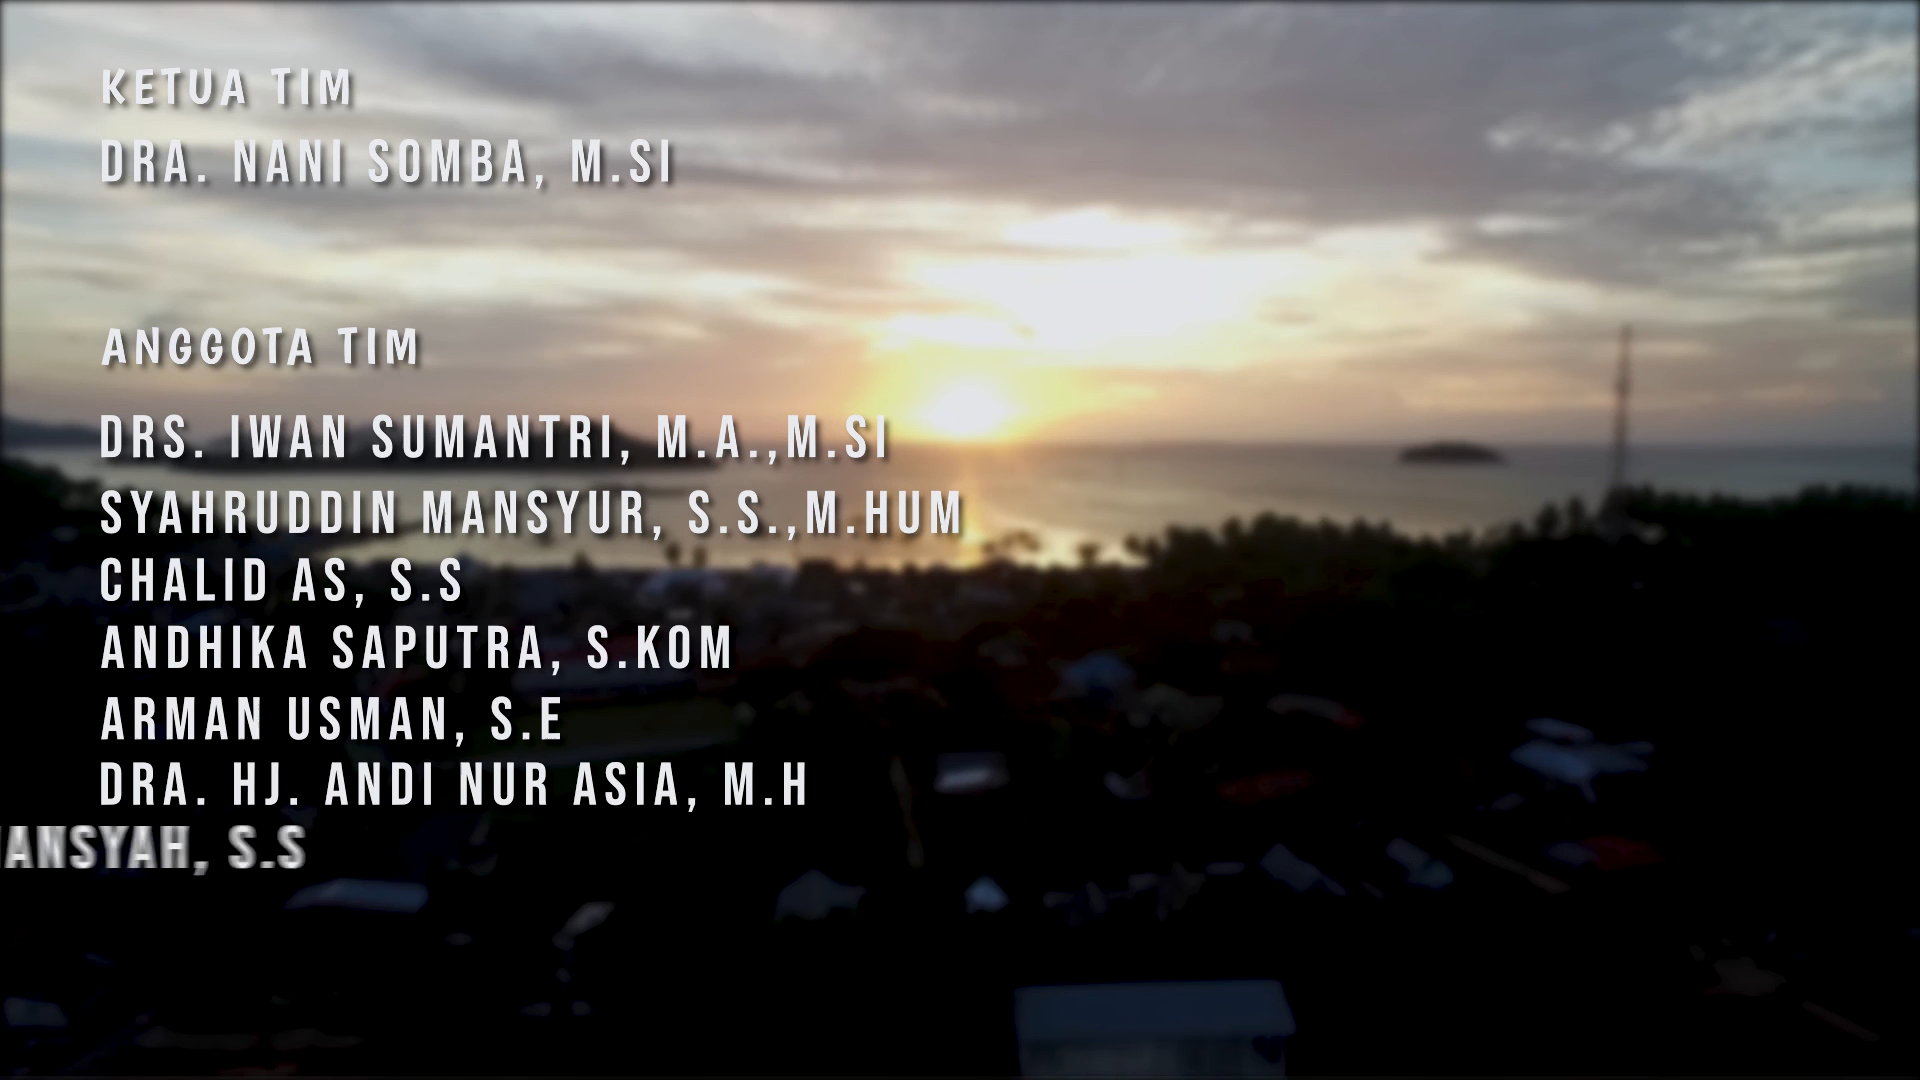 KETUA TIM
DRA. NANI SOMBA, M.SI
ANGGOTA TIM
DRS. IWAN SUMANTRI, M.A.,M.SI
SYAHRUDDIN MANSYUR, S.S.,M.HUM
CHALID AS, S.S
ANDHIKA SAPUTRA, S.KOM
ARMAN USMAN, S.E
DRA. HJ. ANDI NUR ASIA, M.H
S.S